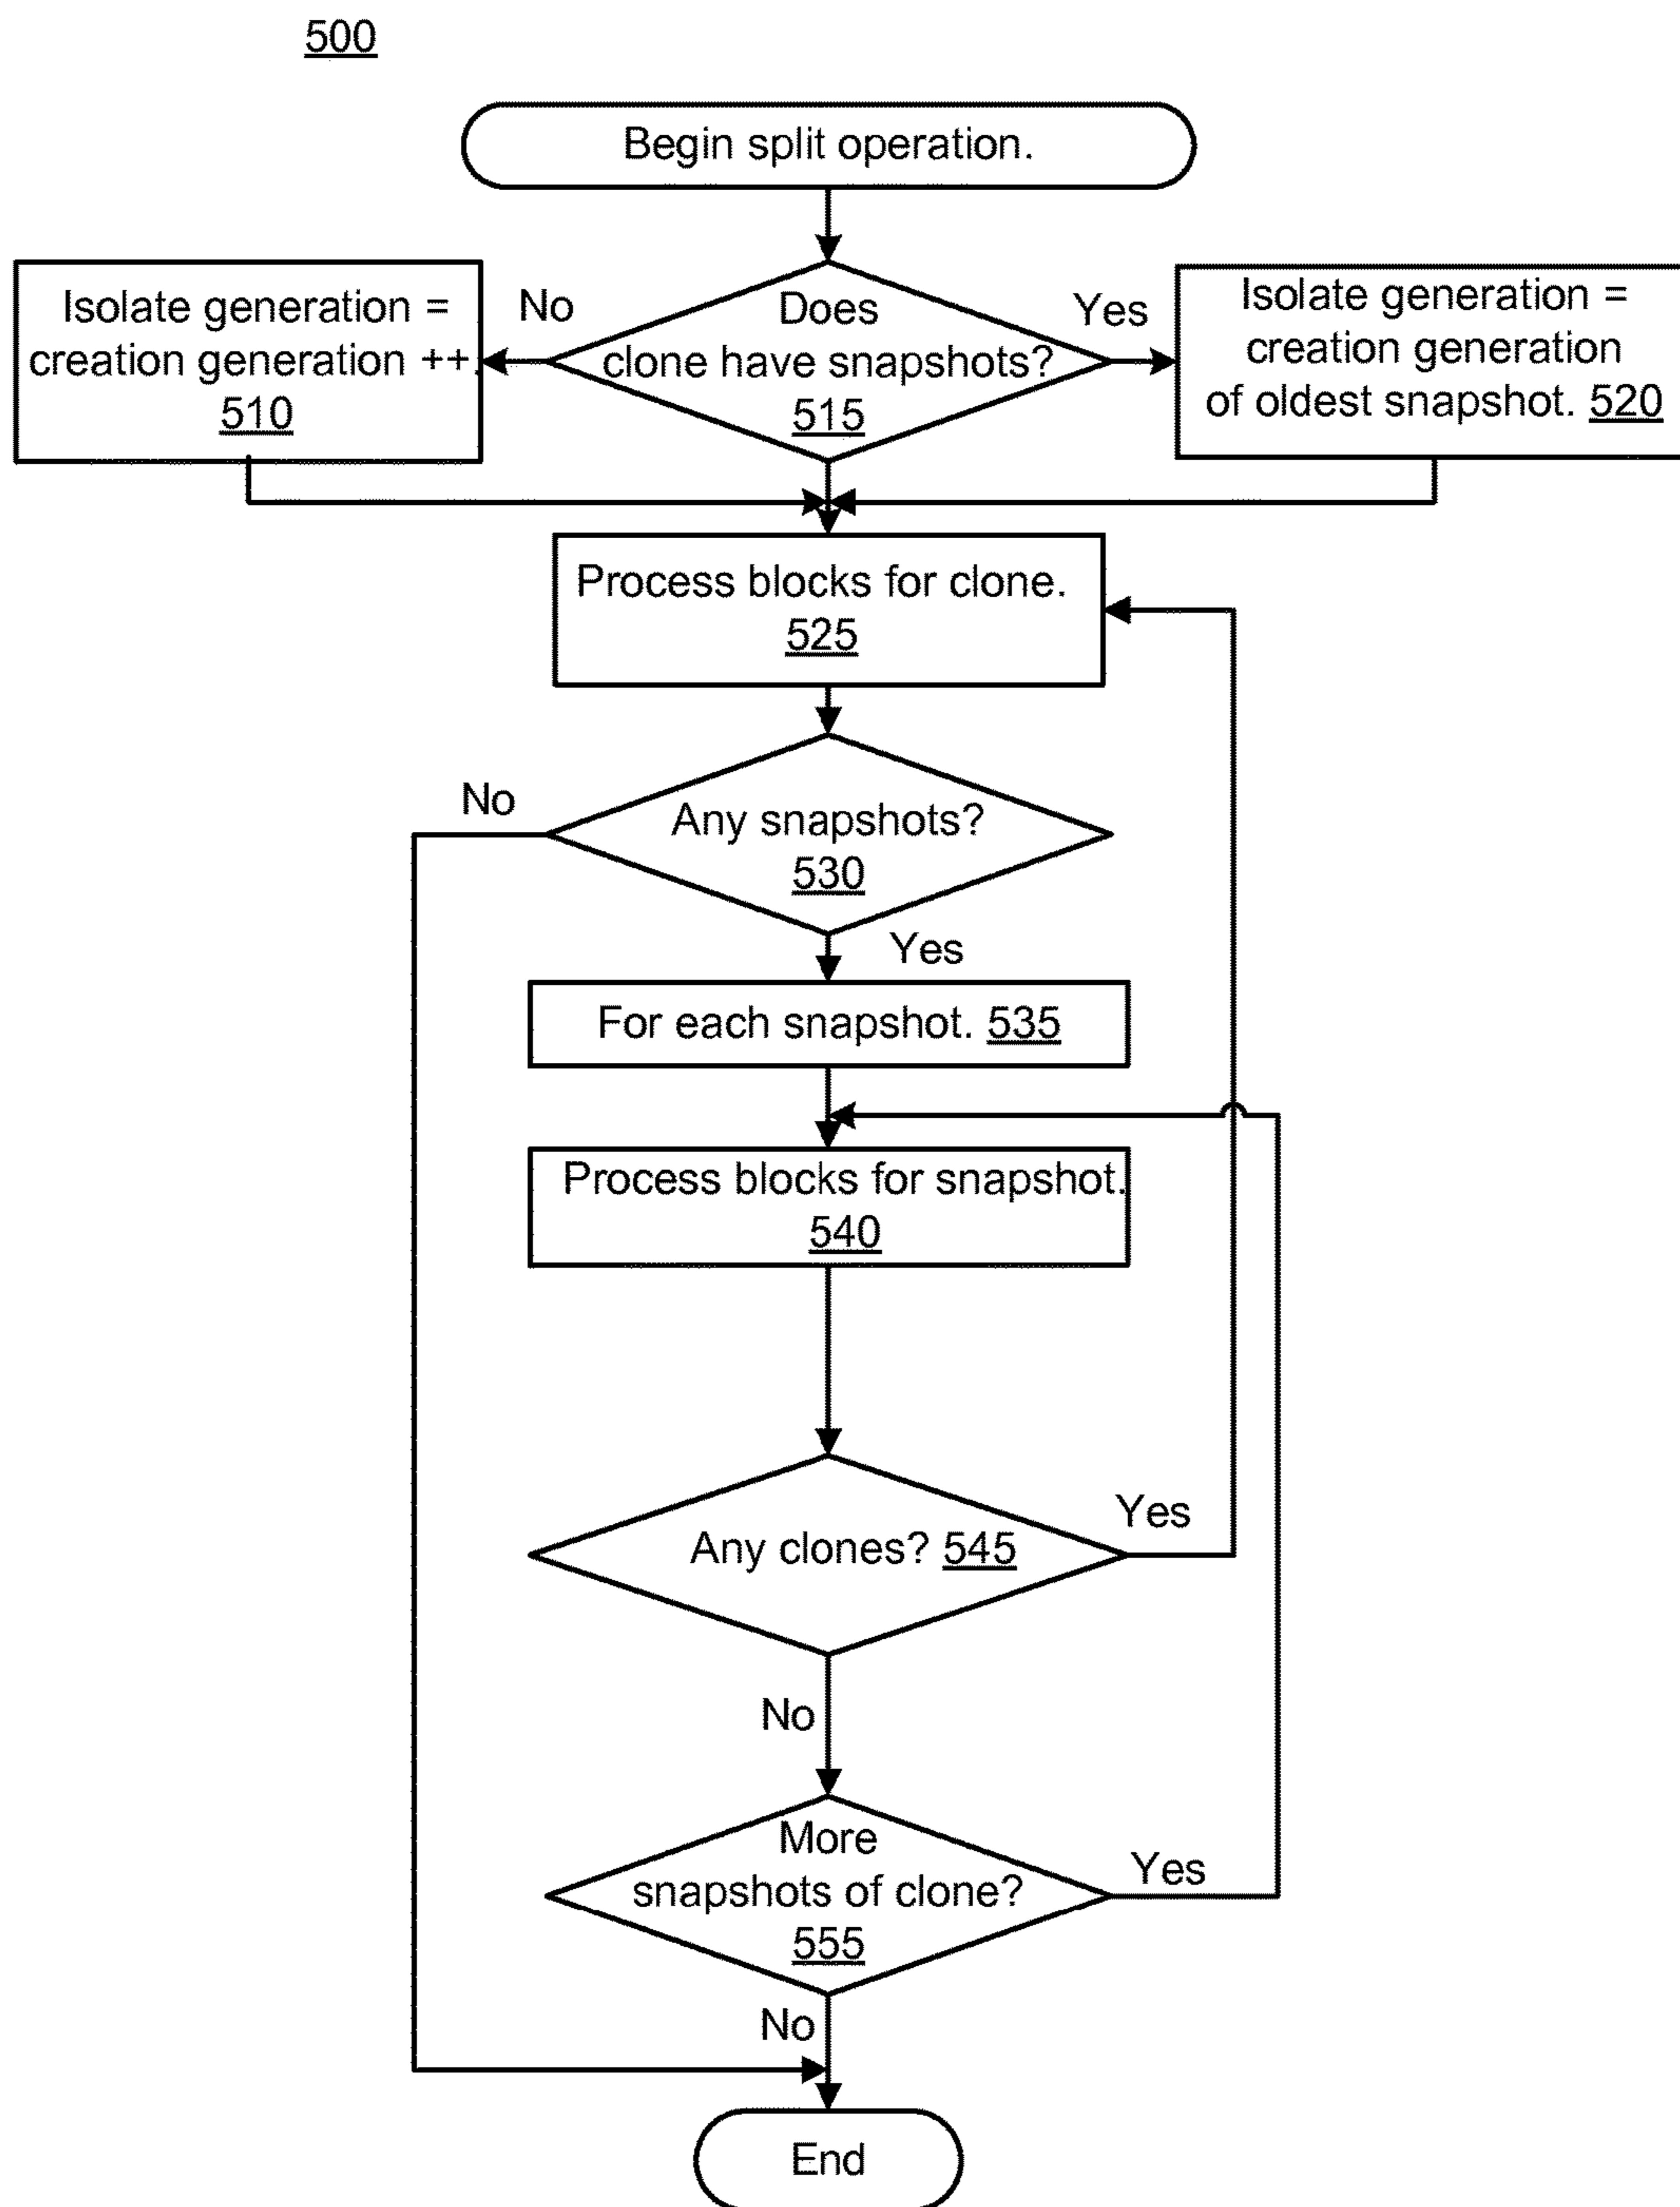 500
Begin split operation.
Isolate generation =
creation generation ++.
510
No
Does
clone have snapshots?
515
Yes
Isolate generation =
creation generation
of oldest snapshot. 520
Process blocks for clone.
525
No
Any snapshots?
530
Yes
For each snapshot. 535
Process blocks for snapshot.
540
Any clones? 545
Yes
No
More
snapshots of clone?
555
Yes
No
End